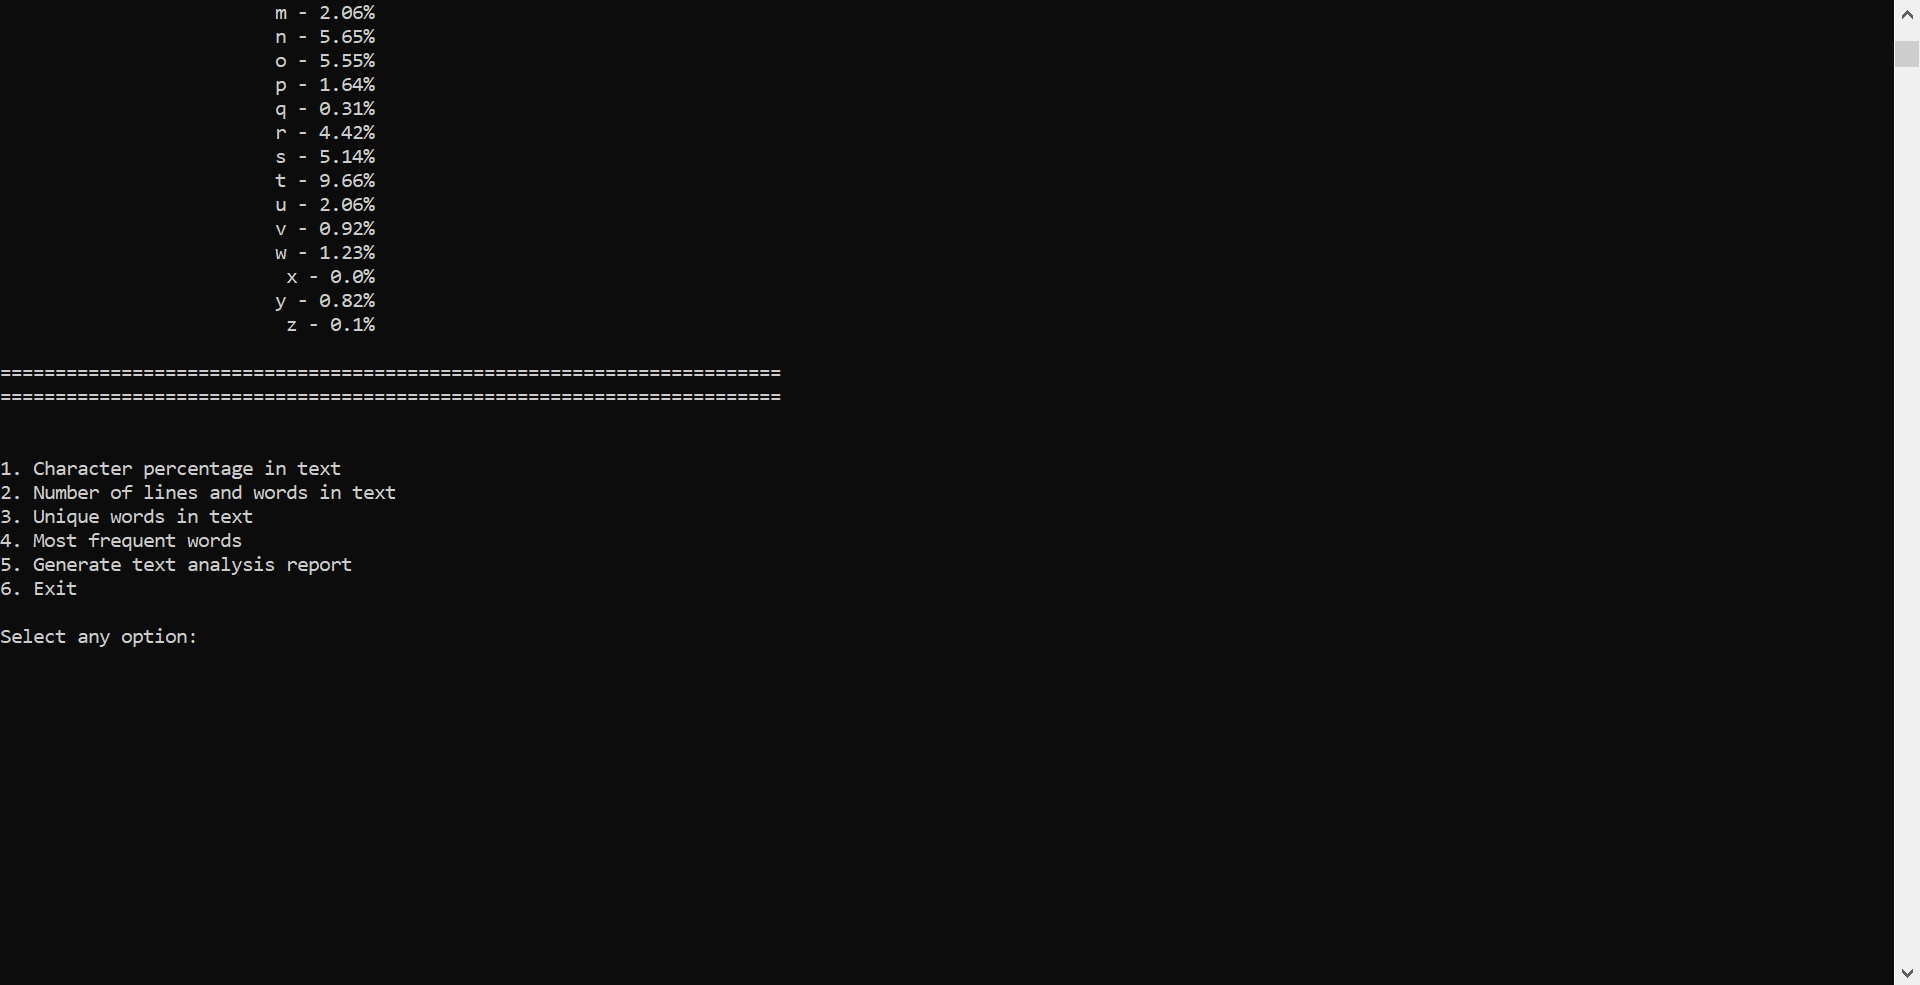 m - 2.06%
n - 5.65%
o - 5.55%
p - 1.64%
q - 0.31%
r - 4.42%
s - 5.14%
t - 9.66%
u - 2.06%
v - 0.92%
w - 1.23%
x - 0.0%
y - 0.82%
z - 0.1%
=======================================================================
=======================================================================
1. Character percentage in text
2. Number of lines and words in text
3. Unique words in text
4. Most frequent words
5. Generate text analysis report
6. Exit
Select any option: